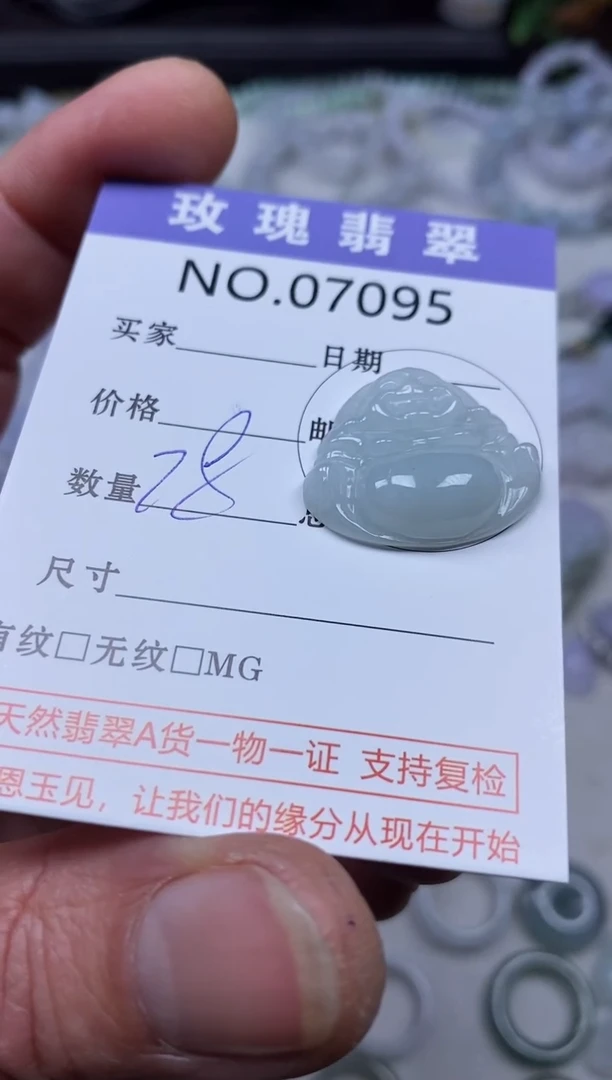 玫瑰翡翠
NO.07095
买家 日期
价格 邮
数量 28
尺寸
有纹□无纹□MG
天然翡翠A货一物一证 支持复检
恩玉见，让我们的缘分从现在开始